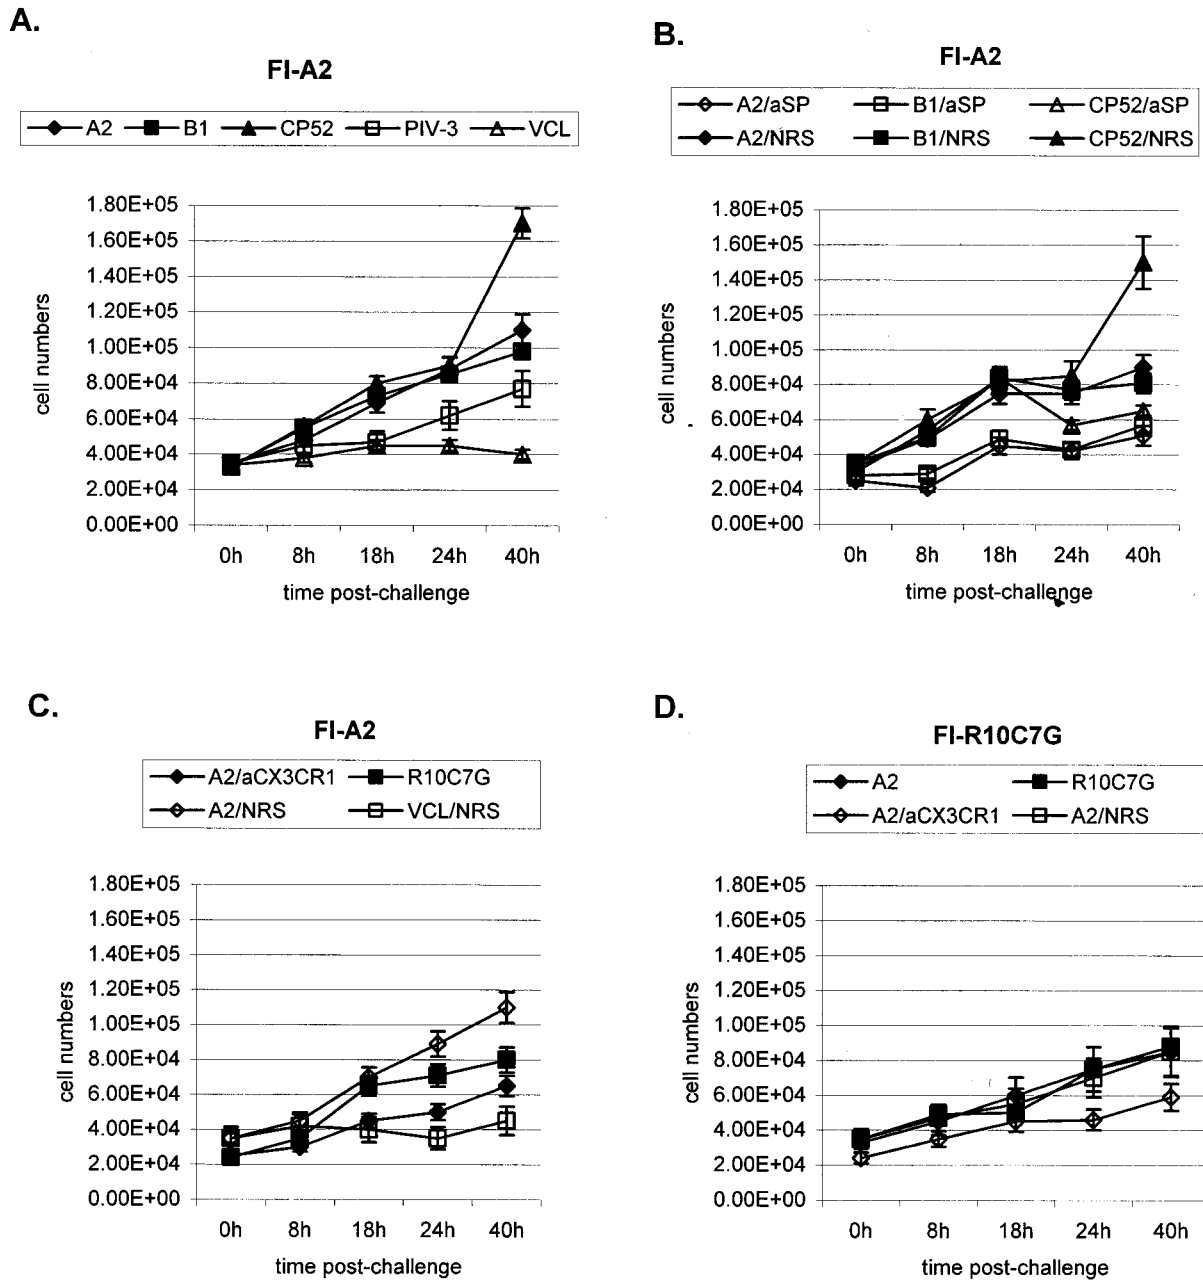 A.
FI-A2
A2 B1 CP52 PIV-3 VCL
1.80E+05
1.60E+05
1.40E+05
1.20E+05
1.00E+05
8.00E+04
6.00E+04
4.00E+04
2.00E+04
0.00E+00
cell numbers
0h 8h 18h 24h 40h
time post-challenge
B.
FI-A2
A2/aSP B1/aSP CP52/aSP
A2/NRS B1/NRS CP52/NRS
1.80E+05
1.60E+05
1.40E+05
1.20E+05
1.00E+05
8.00E+04
6.00E+04
4.00E+04
2.00E+04
0.00E+00
cell numbers
0h 8h 18h 24h 40h
time post-challenge
C.
FI-A2
A2/aCX3CR1 R10C7G
A2/NRS VCL/NRS
1.80E+05
1.60E+05
1.40E+05
1.20E+05
1.00E+05
8.00E+04
6.00E+04
4.00E+04
2.00E+04
0.00E+00
cell numbers
0h 8h 18h 24h 40h
time post-challenge
D.
FI-R10C7G
A2 R10C7G
A2/aCX3CR1 A2/NRS
1.80E+05
1.60E+05
1.40E+05
1.20E+05
1.00E+05
8.00E+04
6.00E+04
4.00E+04
2.00E+04
0.00E+00
cell numbers
0h 8h 18h 24h 40h
time post-challenge